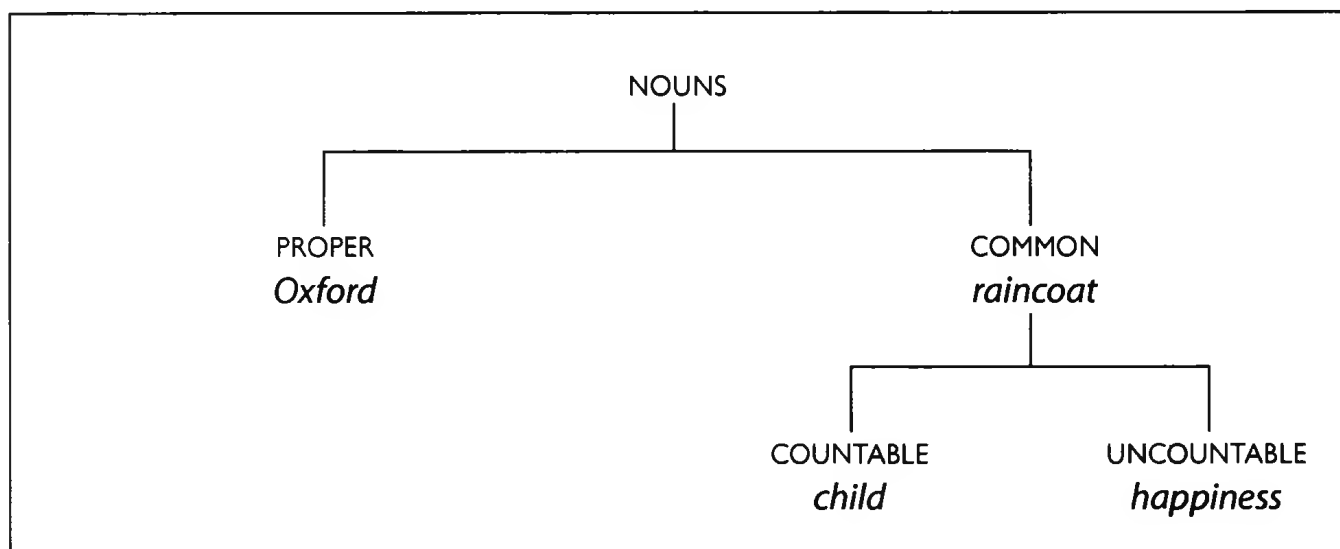 NOUNS
PROPER COMMON
Oxford raincoat
COUNTABLE UNCOUNTABLE
child happiness